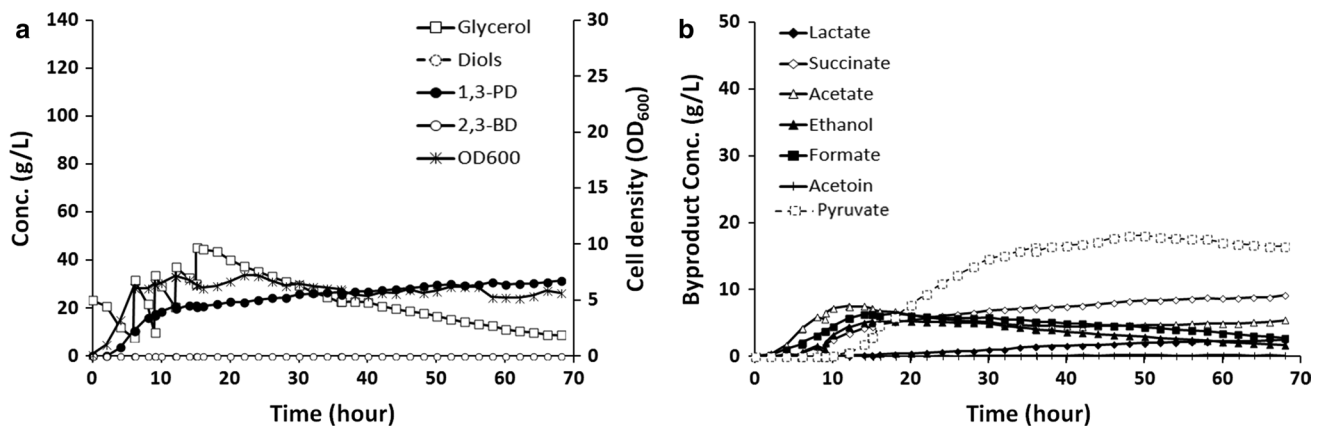 a
140
120
100
80
60
40
20
0
Conc. (g/L)
0 10 20 30 40 50 60 70
Time (hour)
30
25
20
15
10
5
0
Cell density (OD600)
Glycerol
Diols
1,3-PD
2,3-BD
OD600
b
50
40
30
20
10
0
Byproduct Conc. (g/L)
0 10 20 30 40 50 60 70
Time (hour)
Lactate
Succinate
Acetate
Ethanol
Formate
Acetoin
Pyruvate